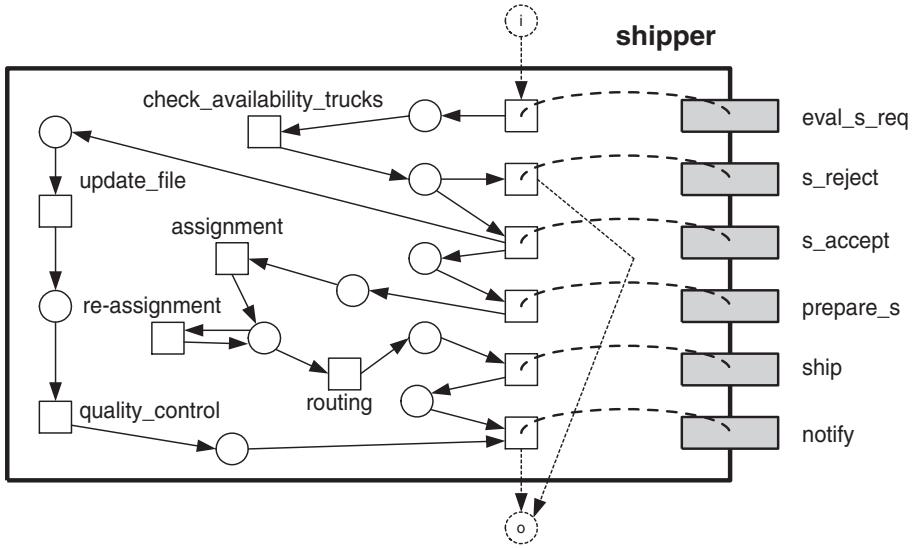 i
shipper
check_availability_trucks
eval_s_req
update_file
s_reject
assignment
s_accept
re-assignment
prepare_s
ship
routing
quality_control
notify
o